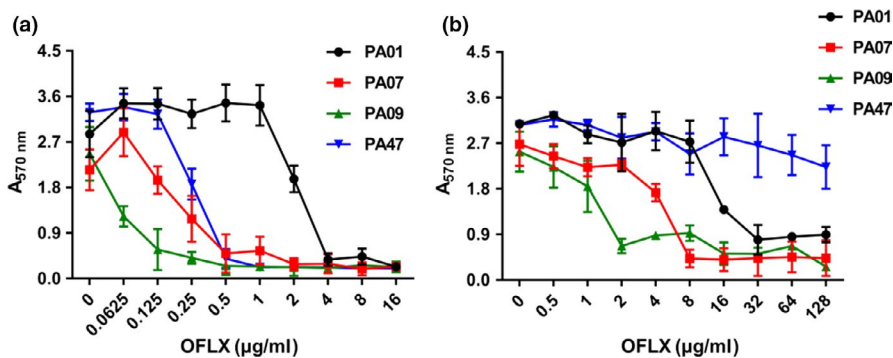 (a)
PA01
PA07
PA09
PA47
4.5
3.6
2.7
1.8
0.9
0.0
A570 nm
0 0.0625 0.125 0.25 0.5 1 2 4 8 16
OFLX (µg/ml)
(b)
PA01
PA07
PA09
PA47
4.5
3.6
2.7
1.8
0.9
0.0
A570 nm
0 0.5 1 2 4 8 16 32 64 128
OFLX (µg/ml)